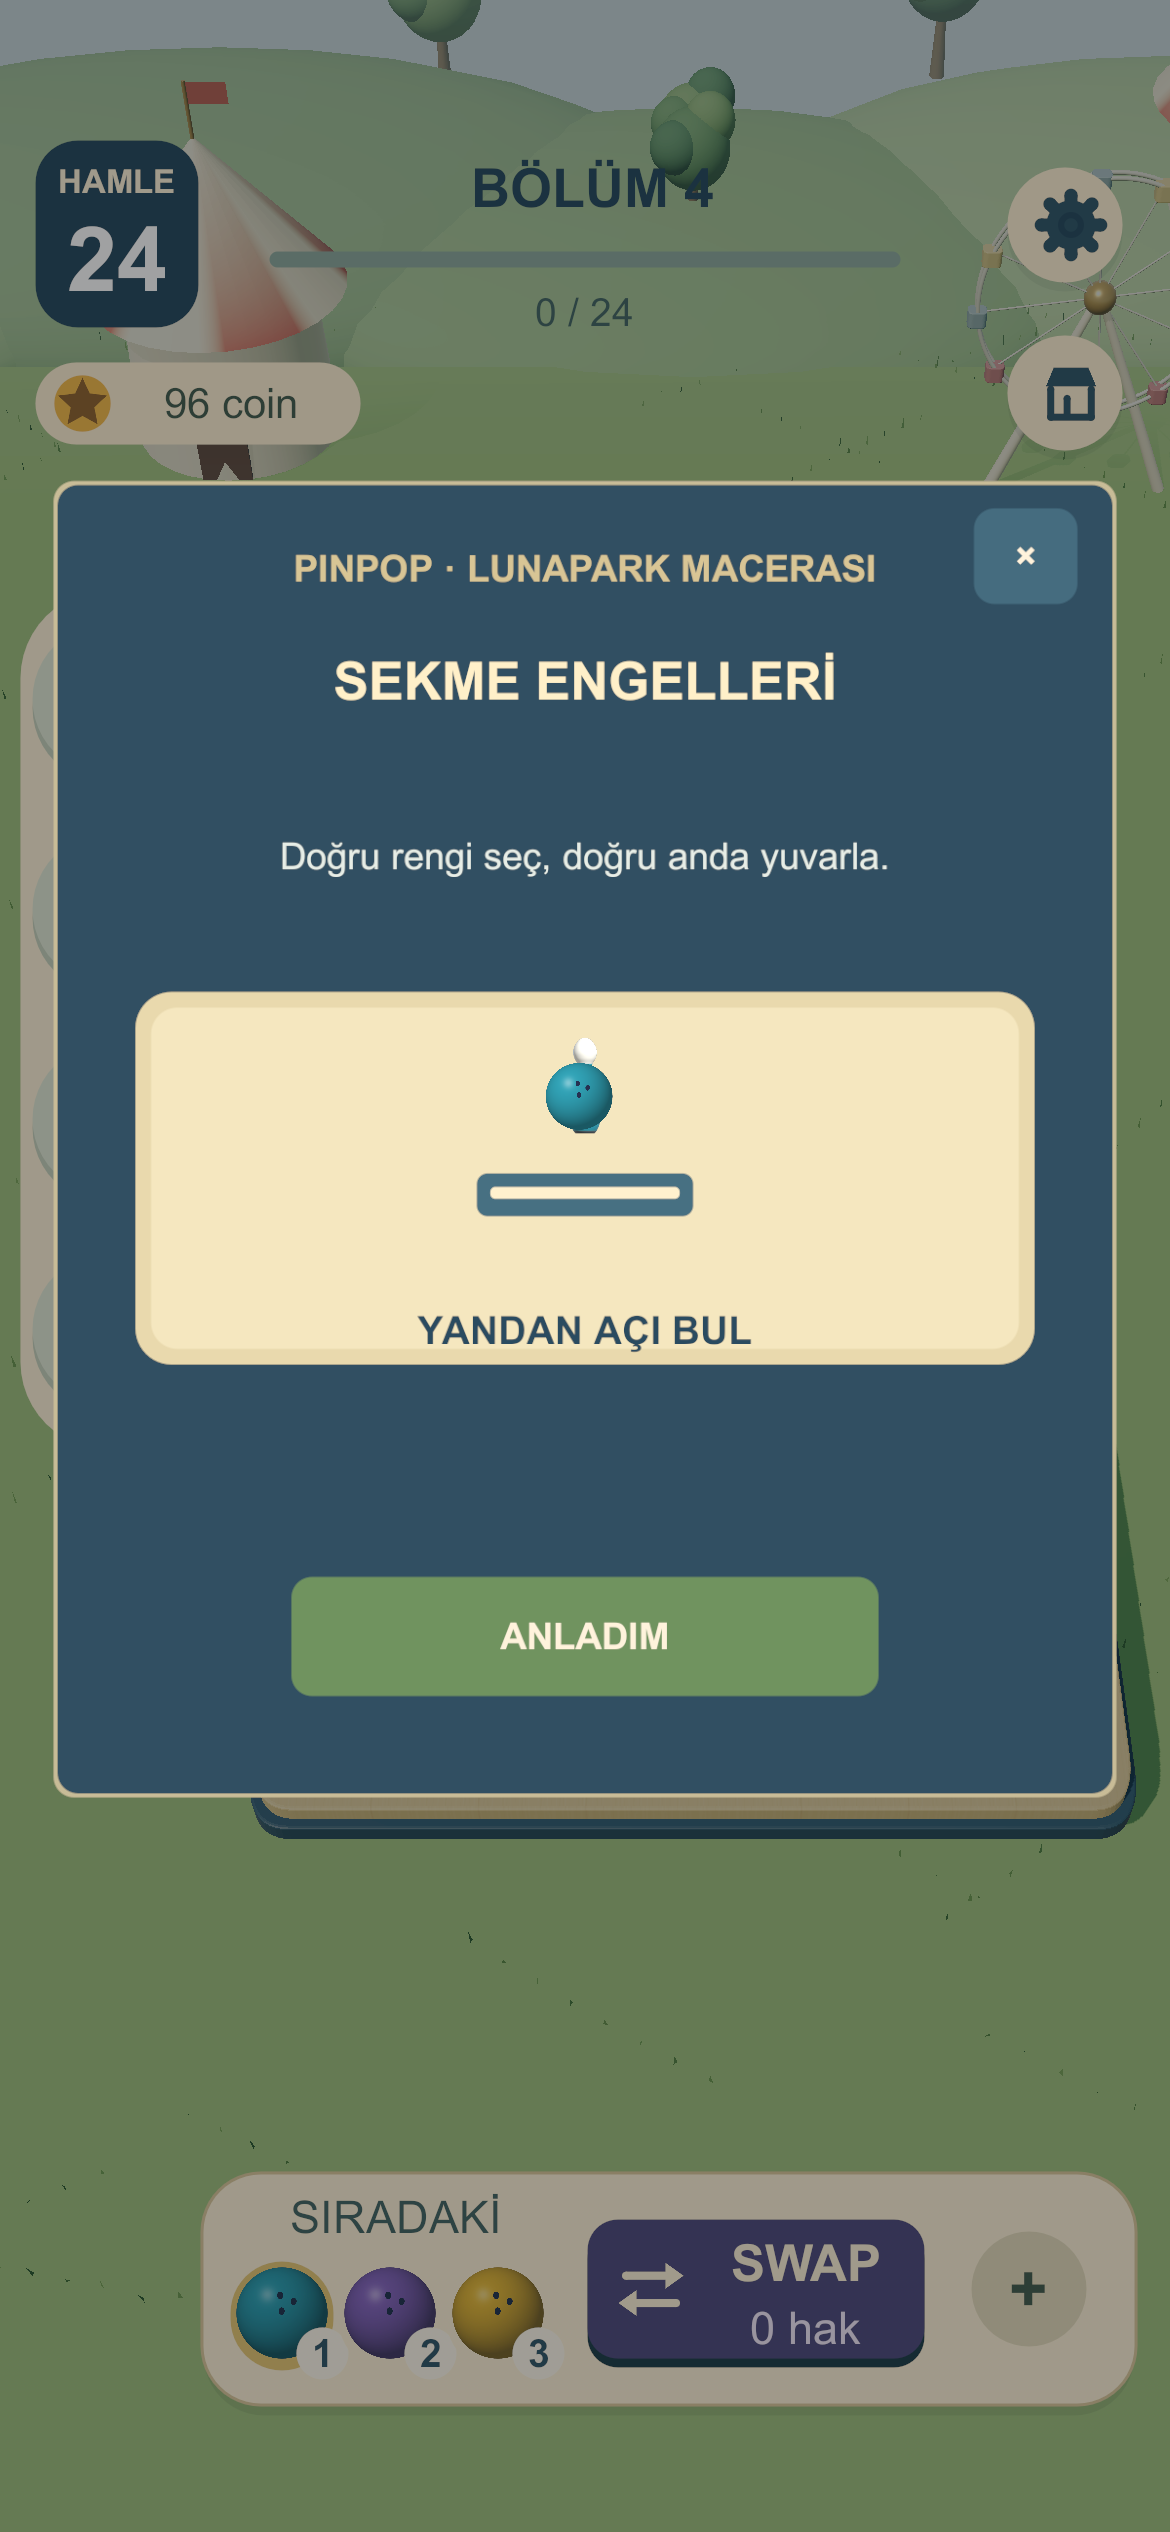 HAMLE
24
BÖLÜM 4
0 / 24
96 coin
PINPOP · LUNAPARK MACERASI
×
SEKME ENGELLERİ
Doğru rengi seç, doğru anda yuvarla.
YANDAN AÇI BUL
ANLADIM
SIRADAKİ
1
2
3
SWAP
0 hak
+